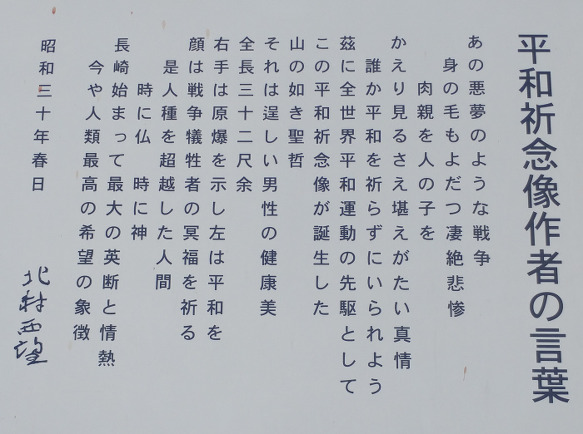 平和祈念像作者の言葉
あの悪夢のような戦争
身の毛もよだつ凄絶悲惨
肉親を人の子を
かえり見るさえ堪えがたい真情
誰か平和を祈らずにいられよう
茲に全世界平和運動の先駆として
この平和祈念像が誕生した
山の如き聖哲
それは逞しい男性の健康美
全長三十二尺余
右手は原爆を示し左は平和を
顔は戦争犠牲者の冥福を祈る
是人種を超越した人間
時に仏 時に神
長崎始まって最大の英断と情熱
今や人類最高の希望の象徴
昭和三十年春日
北村西望